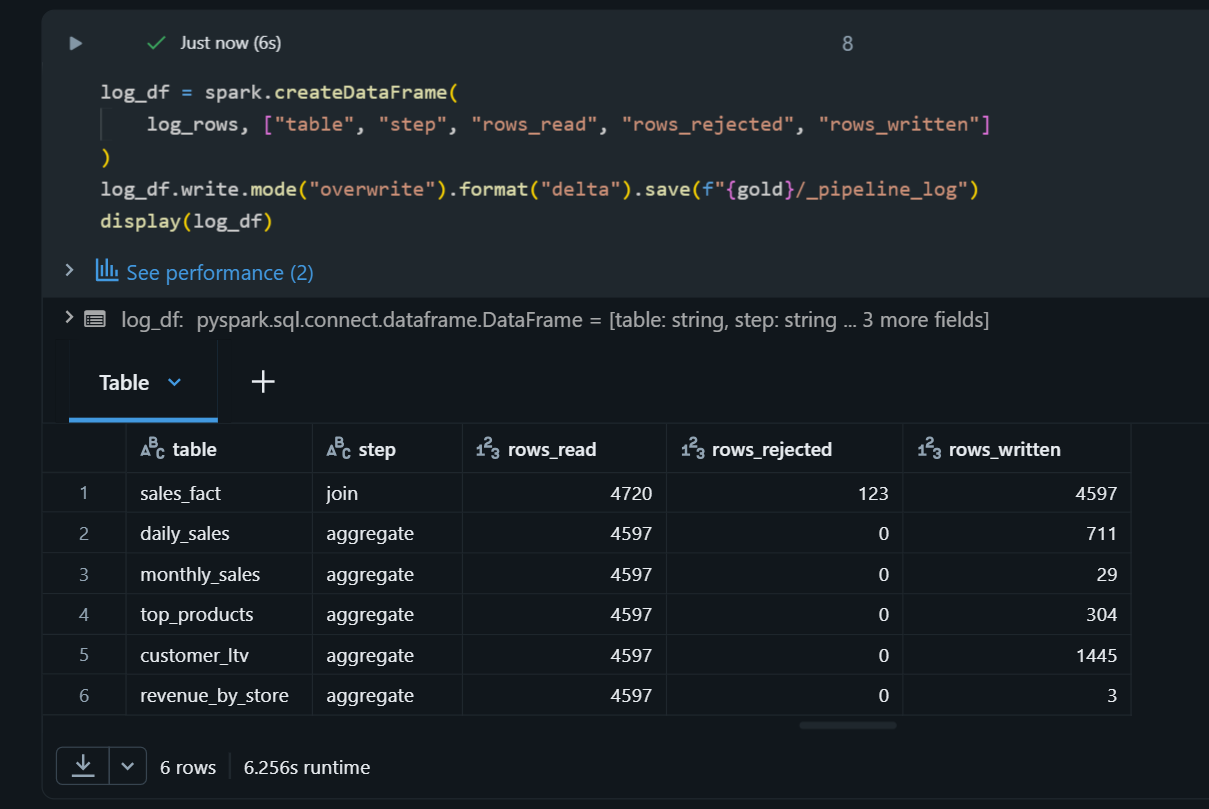 Just now (6s)
8
log_df = spark.createDataFrame(
log_rows, ["table", "step", "rows_read", "rows_rejected", "rows_written"]
)
log_df.write.mode("overwrite").format("delta").save(f"{gold}/_pipeline_log")
display(log_df)
See performance (2)
log_df: pyspark.sql.connect.dataframe.DataFrame = [table: string, step: string ... 3 more fields]
Table
table step rows_read rows_rejected rows_written
1 sales_fact join 4720 123 4597
2 daily_sales aggregate 4597 0 711
3 monthly_sales aggregate 4597 0 29
4 top_products aggregate 4597 0 304
5 customer_ltv aggregate 4597 0 1445
6 revenue_by_store aggregate 4597 0 3
6 rows 6.256s runtime